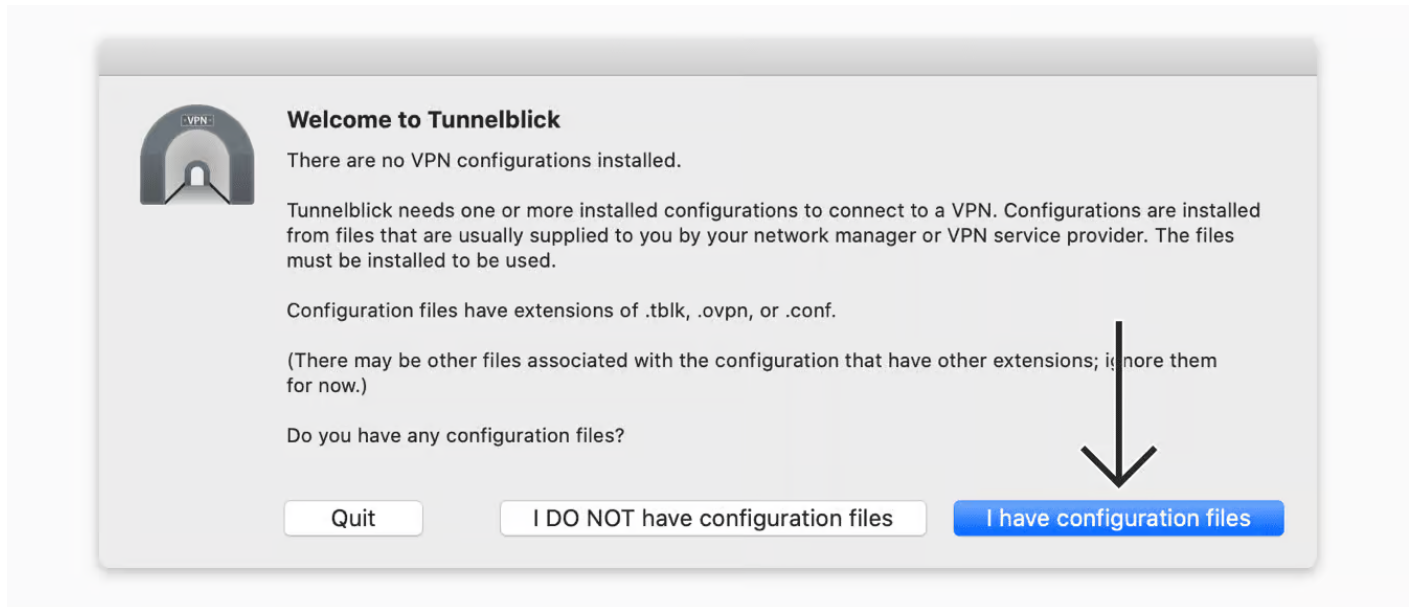 VPN
Welcome to Tunnelblick
There are no VPN configurations installed.
Tunnelblick needs one or more installed configurations to connect to a VPN. Configurations are installed
from files that are usually supplied to you by your network manager or VPN service provider. The files
must be installed to be used.
Configuration files have extensions of .tblk, .ovpn, or .conf.
(There may be other files associated with the configuration that have other extensions; ignore them
for now.)
Do you have any configuration files?
Quit
I DO NOT have configuration files
I have configuration files